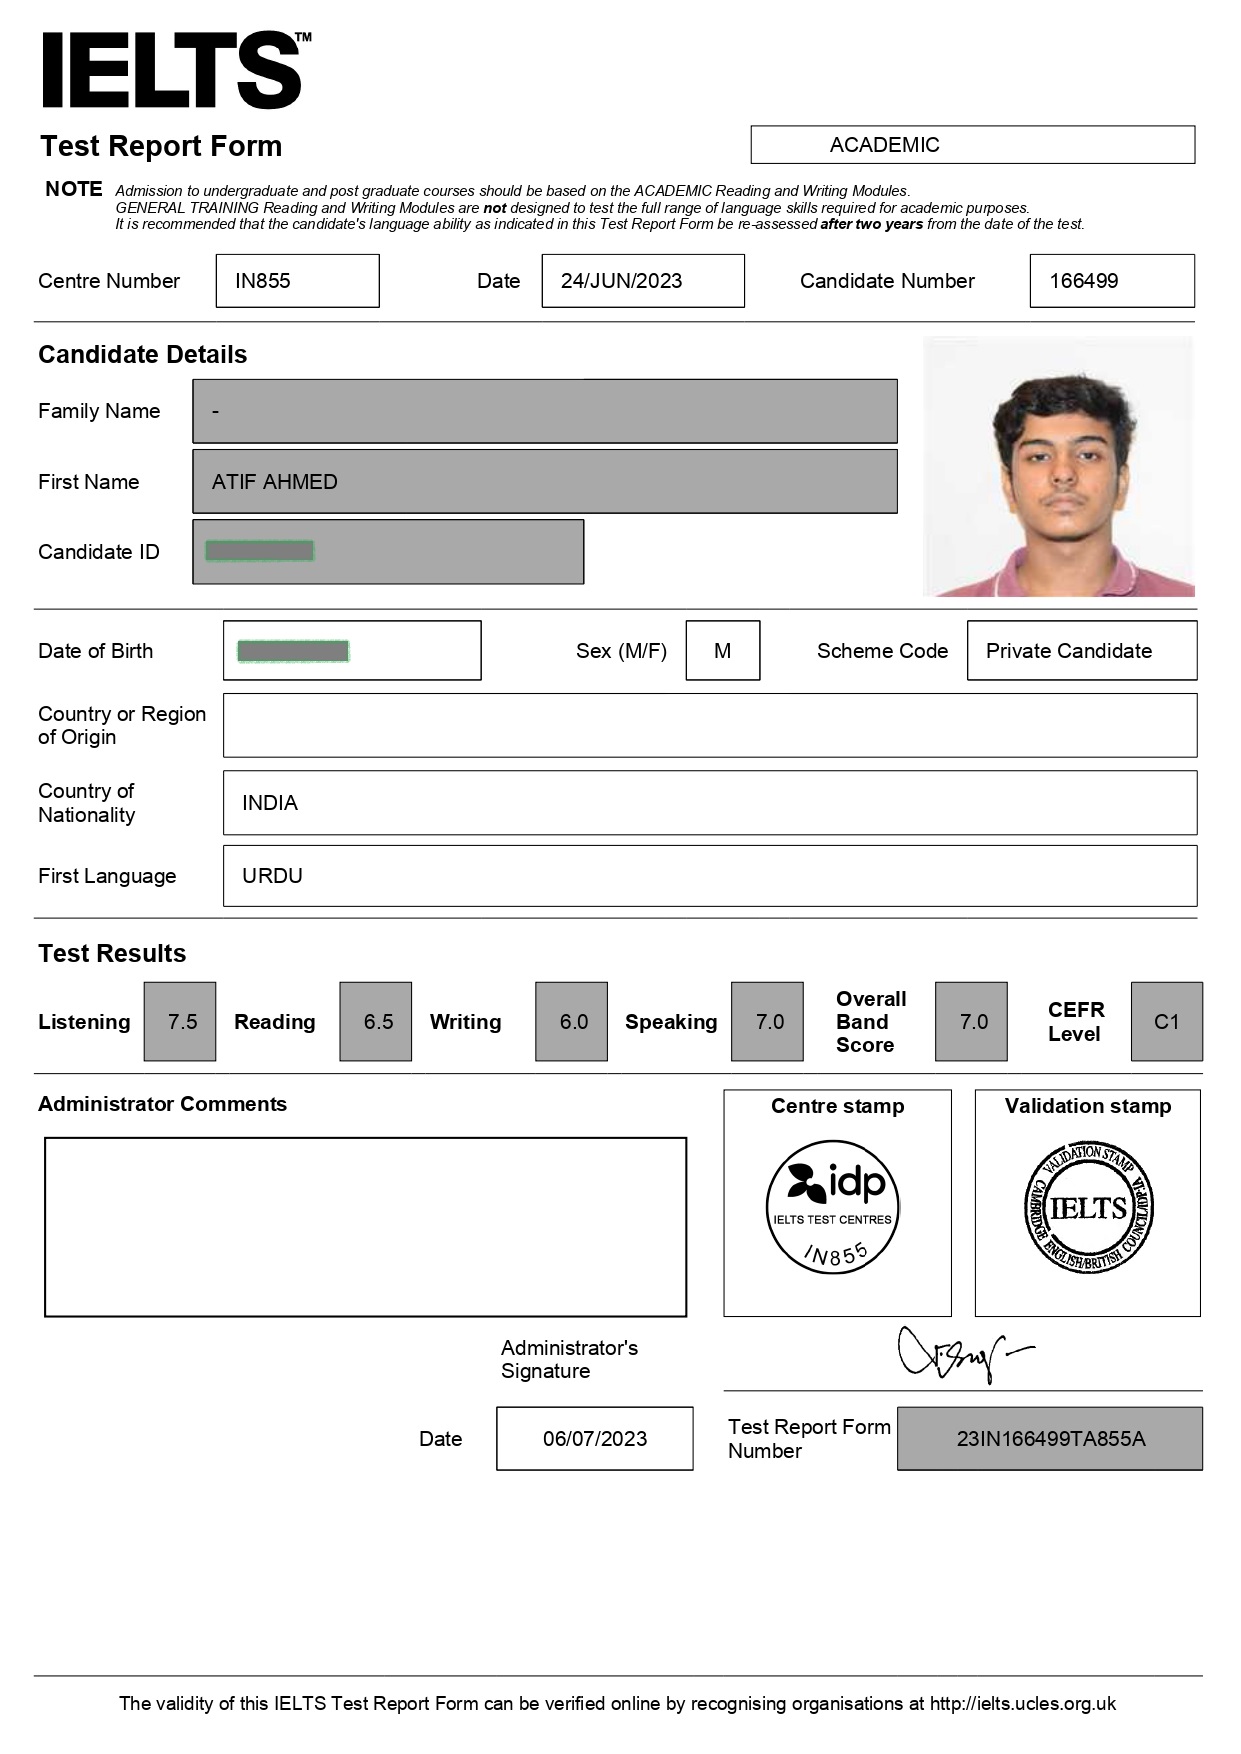 IELTS™
Test Report Form
ACADEMIC
NOTE Admission to undergraduate and post graduate courses should be based on the ACADEMIC Reading and Writing Modules.
GENERAL TRAINING Reading and Writing Modules are not designed to test the full range of language skills required for academic purposes.
It is recommended that the candidate's language ability as indicated in this Test Report Form be re-assessed after two years from the date of the test.
Centre Number IN855 Date 24/JUN/2023 Candidate Number 166499
Candidate Details
Family Name -
First Name ATIF AHMED
Candidate ID
Date of Birth Sex (M/F) M Scheme Code Private Candidate
Country or Region
of Origin
Country of
Nationality
INDIA
First Language URDU
Test Results
Listening 7.5 Reading 6.5 Writing 6.0 Speaking 7.0
Overall
Band
Score
7.0
CEFR
Level
C1
Administrator Comments
Centre stamp
idp
IELTS TEST CENTRES
IN855
Validation stamp
VALIDATION STAMP
CAMBRIDGE ENGLISH/BRITISH COUNCIL/IDP:IA
IELTS
Administrator's
Signature
Date 06/07/2023
Test Report Form
Number
23IN166499TA855A
The validity of this IELTS Test Report Form can be verified online by recognising organisations at http://ielts.ucles.org.uk